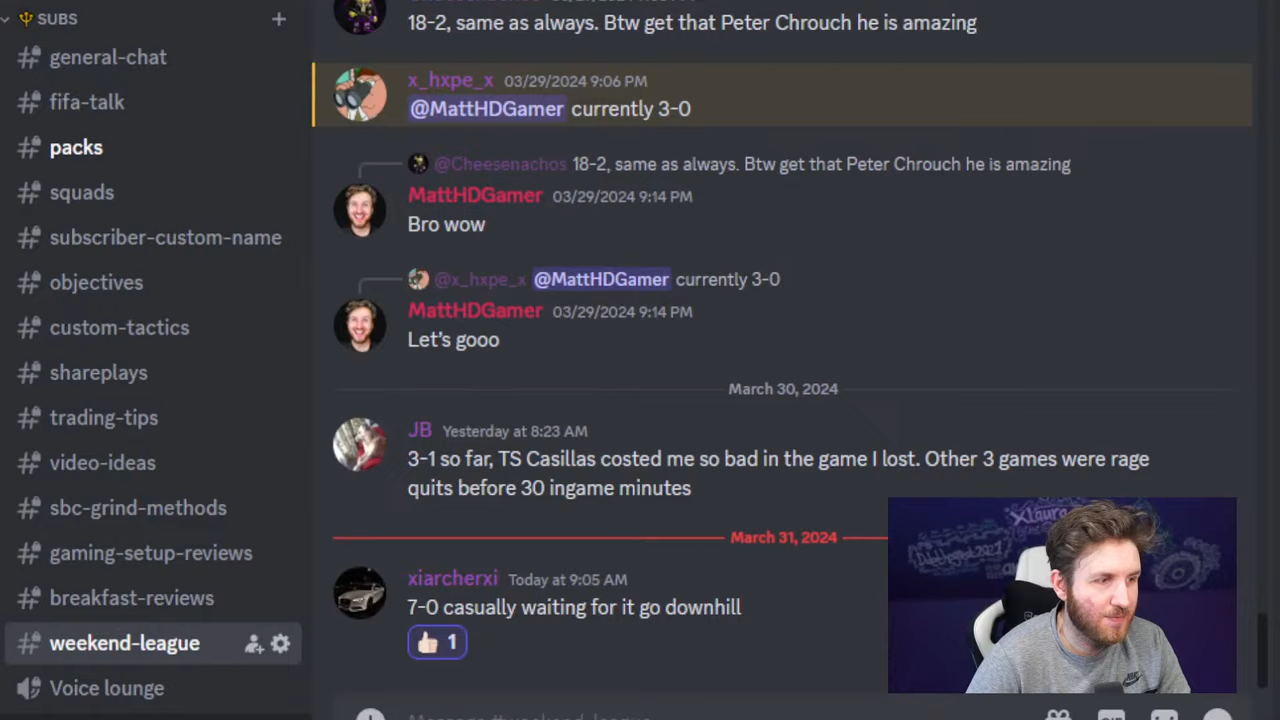 SUBS
general-chat
fifa-talk
packs
squads
subscriber-custom-name
objectives
custom-tactics
shareplays
trading-tips
video-ideas
sbc-grind-methods
gaming-setup-reviews
breakfast-reviews
weekend-league
Voice lounge
18-2, same as always. Btw get that Peter Chrouch he is amazing
x_hxpe_x 03/29/2024 9:06 PM
@MattHDGamer currently 3-0
@Cheesenachos 18-2, same as always. Btw get that Peter Chrouch he is amazing
MattHDGamer 03/29/2024 9:14 PM
Bro wow
@x_hxpe_x @MattHDGamer currently 3-0
MattHDGamer 03/29/2024 9:14 PM
Let's gooo
March 30, 2024
JB Yesterday at 8:23 AM
3-1 so far, TS Casillas costed me so bad in the game I lost. Other 3 games were rage
quits before 30 ingame minutes
March 31, 2024
xiarcherxi Today at 9:05 AM
7-0 casually waiting for it go downhill
1
Message #weekend-league